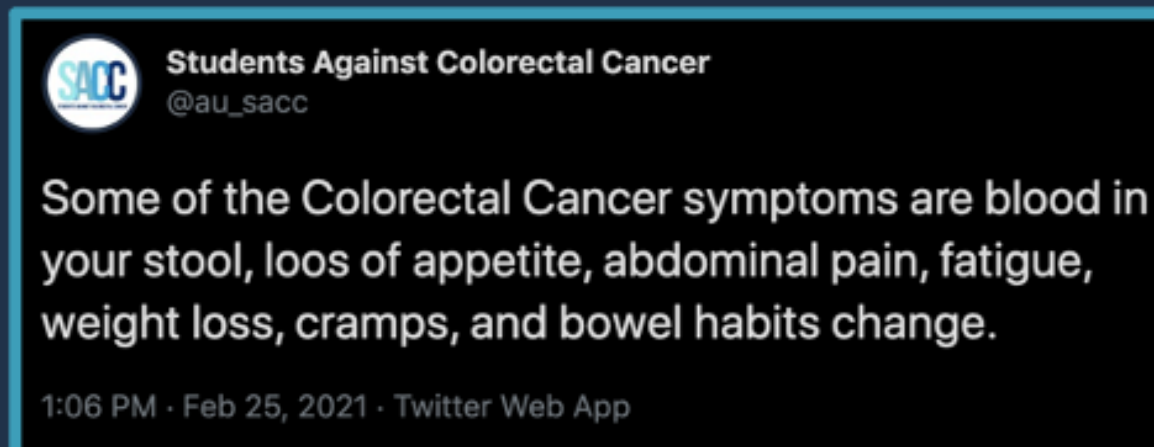 SACC
Students Against Colorectal Cancer
@au_sacc
Some of the Colorectal Cancer symptoms are blood in
your stool, loos of appetite, abdominal pain, fatigue,
weight loss, cramps, and bowel habits change.
1:06 PM · Feb 25, 2021 · Twitter Web App